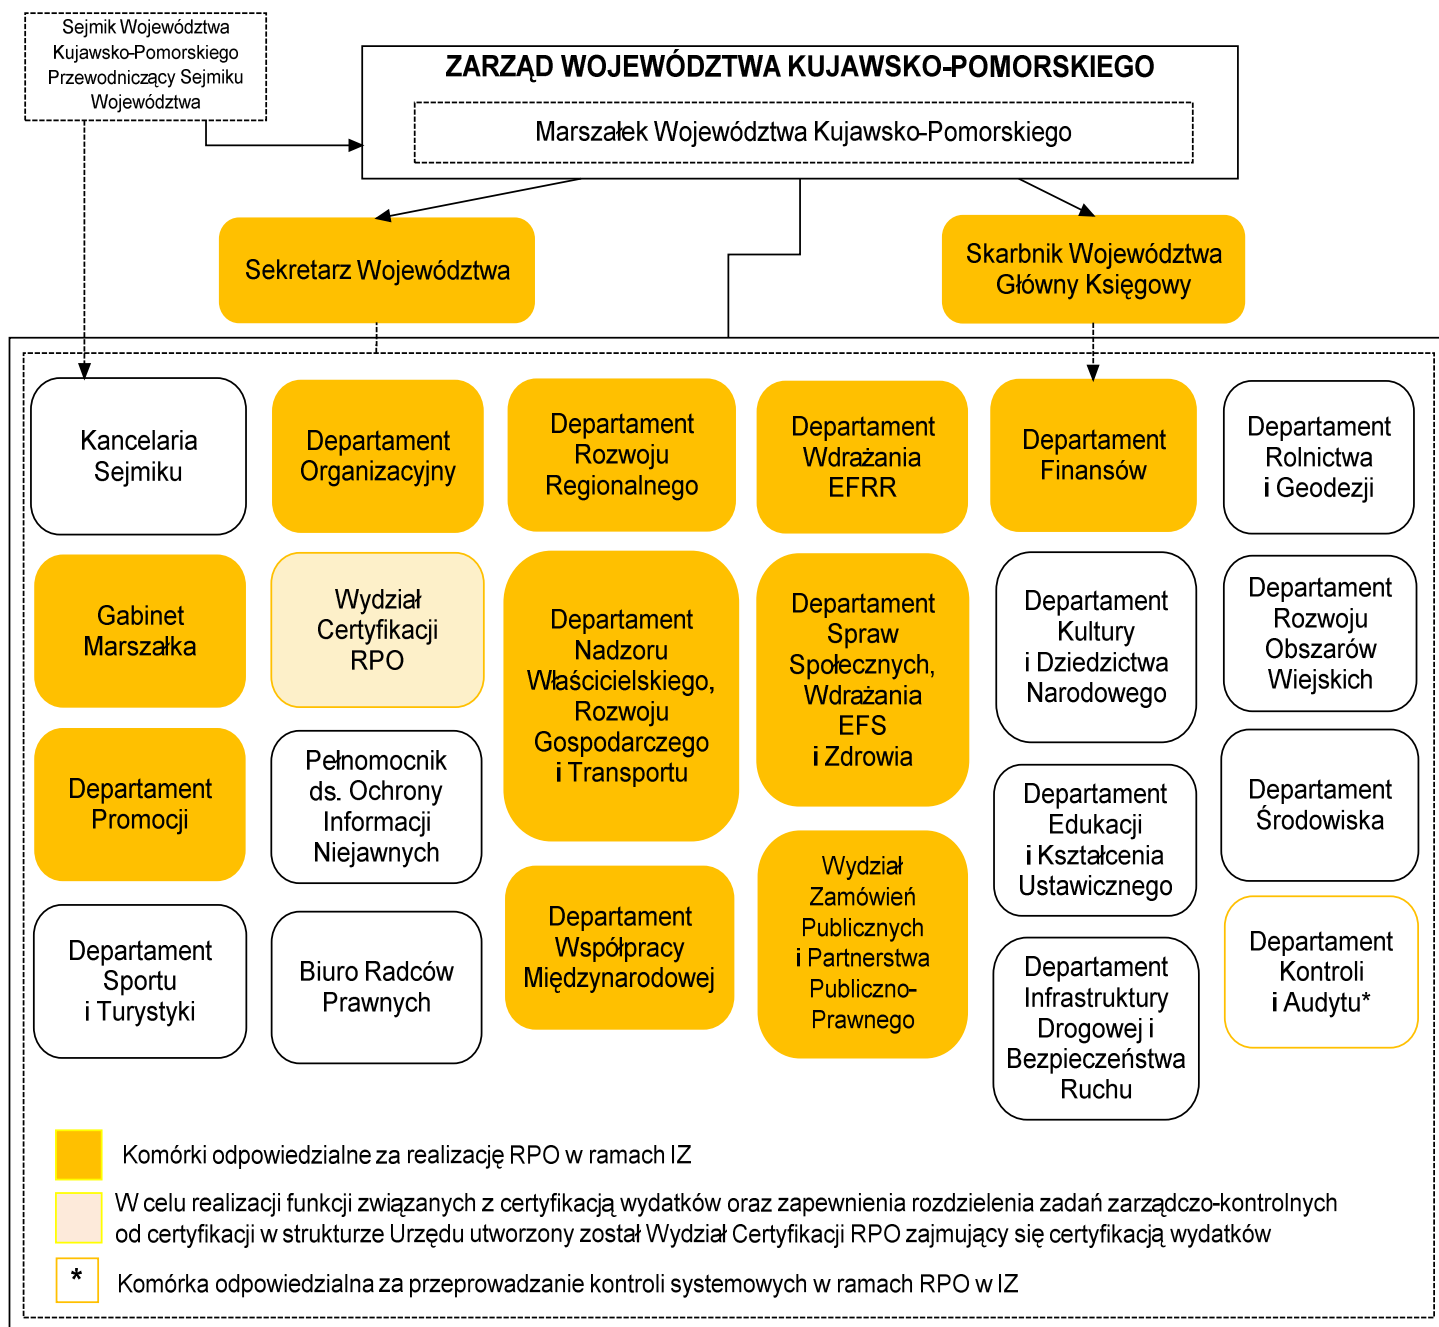 Sejmik Województwa
Kujawsko-Pomorskiego
Przewodniczący Sejmiku
Województwa
ZARZĄD WOJEWÓDZTWA KUJAWSKO-POMORSKIEGO
Marszałek Województwa Kujawsko-Pomorskiego
Sekretarz Województwa
Skarbnik Województwa
Główny Księgowy
Kancelaria
Sejmiku
Departament
Organizacyjny
Departament
Rozwoju
Regionalnego
Departament
Wdrażania
EFRR
Departament
Finansów
Departament
Rolnictwa
i Geodezji
Gabinet
Marszałka
Wydział
Certyfikacji
RPO
Departament
Nadzoru
Właścicielskiego,
Rozwoju
Gospodarczego
i Transportu
Departament
Spraw
Społecznych,
Wdrażania
EFS
i Zdrowia
Departament
Kultury
i Dziedzictwa
Narodowego
Departament
Rozwoju
Obszarów
Wiejskich
Departament
Promocji
Pełnomocnik
ds. Ochrony
Informacji
Niejawnych
Departament
Edukacji
i Kształcenia
Ustawicznego
Departament
Środowiska
Departament
Sportu
i Turystyki
Biuro Radców
Prawnych
Departament
Współpracy
Międzynarodowej
Wydział
Zamówień
Publicznych
i Partnerstwa
Publiczno-
Prawnego
Departament
Infrastruktury
Drogowej i
Bezpieczeństwa
Ruchu
Departament
Kontroli
i Audytu*
Komórki odpowiedzialne za realizację RPO w ramach IZ
W celu realizacji funkcji związanych z certyfikacją wydatków oraz zapewnienia rozdzielenia zadań zarządczo-kontrolnych
od certyfikacji w strukturze Urzędu utworzony został Wydział Certyfikacji RPO zajmujący się certyfikacją wydatków
* Komórka odpowiedzialna za przeprowadzanie kontroli systemowych w ramach RPO w IZ